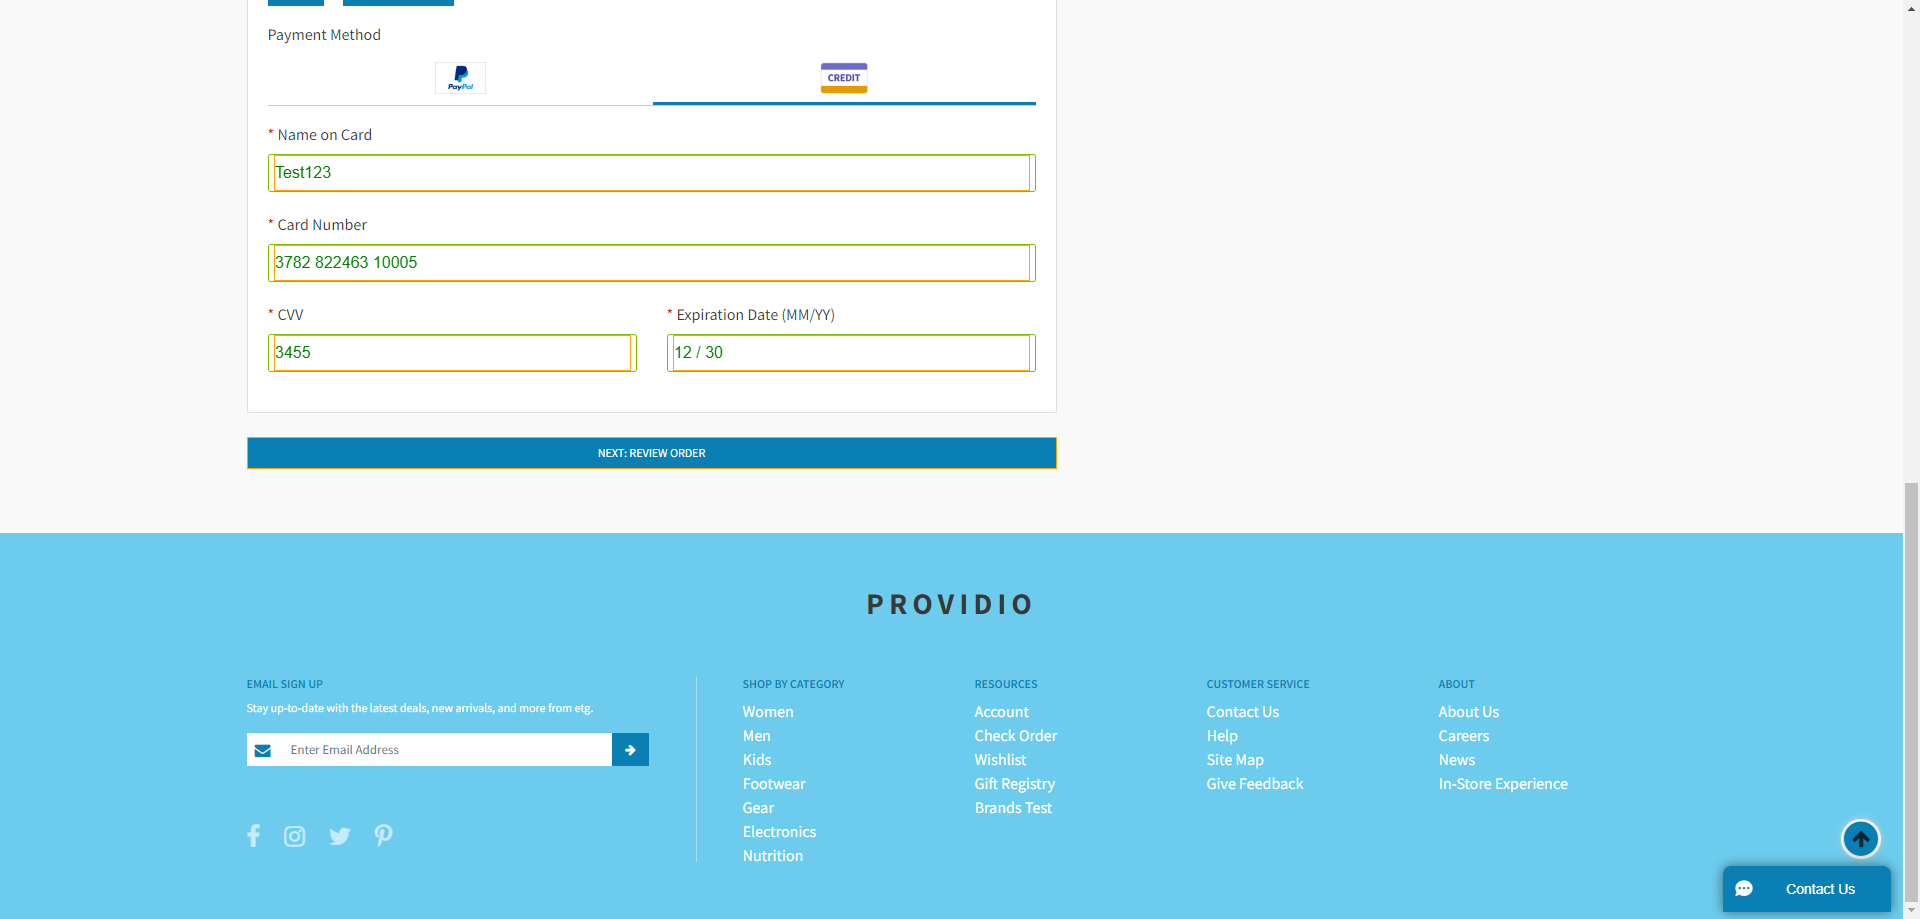 Payment Method
PayPal
CREDIT
* Name on Card
Test123
* Card Number
3782 822463 10005
* CVV
* Expiration Date (MM/YY)
3455
12 / 30
NEXT: REVIEW ORDER
PROVIDIO
EMAIL SIGN UP
Stay up-to-date with the latest deals, new arrivals, and more from etg.
Enter Email Address
SHOP BY CATEGORY
Women
Men
Kids
Footwear
Gear
Electronics
Nutrition
RESOURCES
Account
Check Order
Wishlist
Gift Registry
Brands Test
CUSTOMER SERVICE
Contact Us
Help
Site Map
Give Feedback
ABOUT
About Us
Careers
News
In-Store Experience
Contact Us